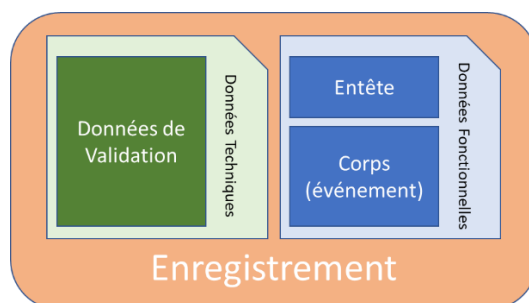 Données de
Validation
Données Techniques
Entête
Corps
(événement)
Données Fonctionnelles
Enregistrement